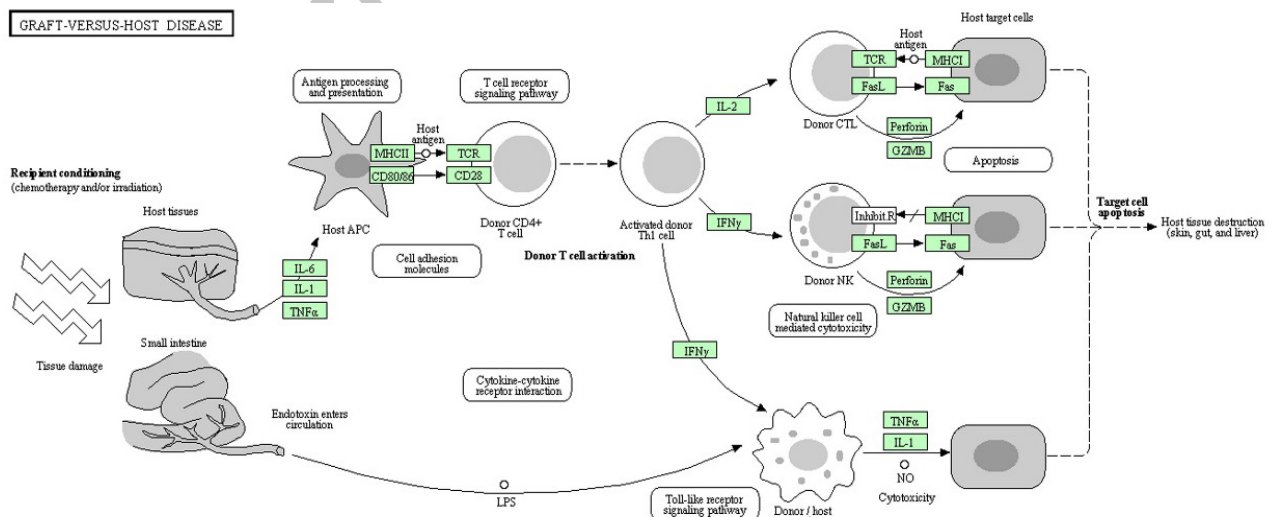 GRAFT-VERSUS-HOST DISEASE
Recipient conditioning
(chemotherapy and/or irradiation)
Host tissues
Tissue damage
Small intestine
Endotoxin enters
circulation
IL-6
IL-1
TNFα
Antigen processing
and presentation
Host APC
MHCII
CD80/86
Host
antigen
T cell receptor
signaling pathway
TCR
CD28
Donor CD4+
T cell
Cell adhesion
molecules
Donor T cell activation
Activated donor
Th1 cell
Cytokine-cytokine
receptor interaction
LPS
IL-2
IFNγ
IFNγ
Host target cells
Host
antigen
TCR
MHCI
FasL
Fas
Donor CTL
Perforin
GZMB
Apoptosis
Inhibit.R
MHCI
FasL
Fas
Donor NK
Perforin
GZMB
Natural killer cell
mediated cytotoxicity
Target cell
apoptosis
Host tissue destruction
(skin, gut, and liver)
TNFα
IL-1
NO
Cytotoxicity
Toll-like receptor
signaling pathway
Donor / host